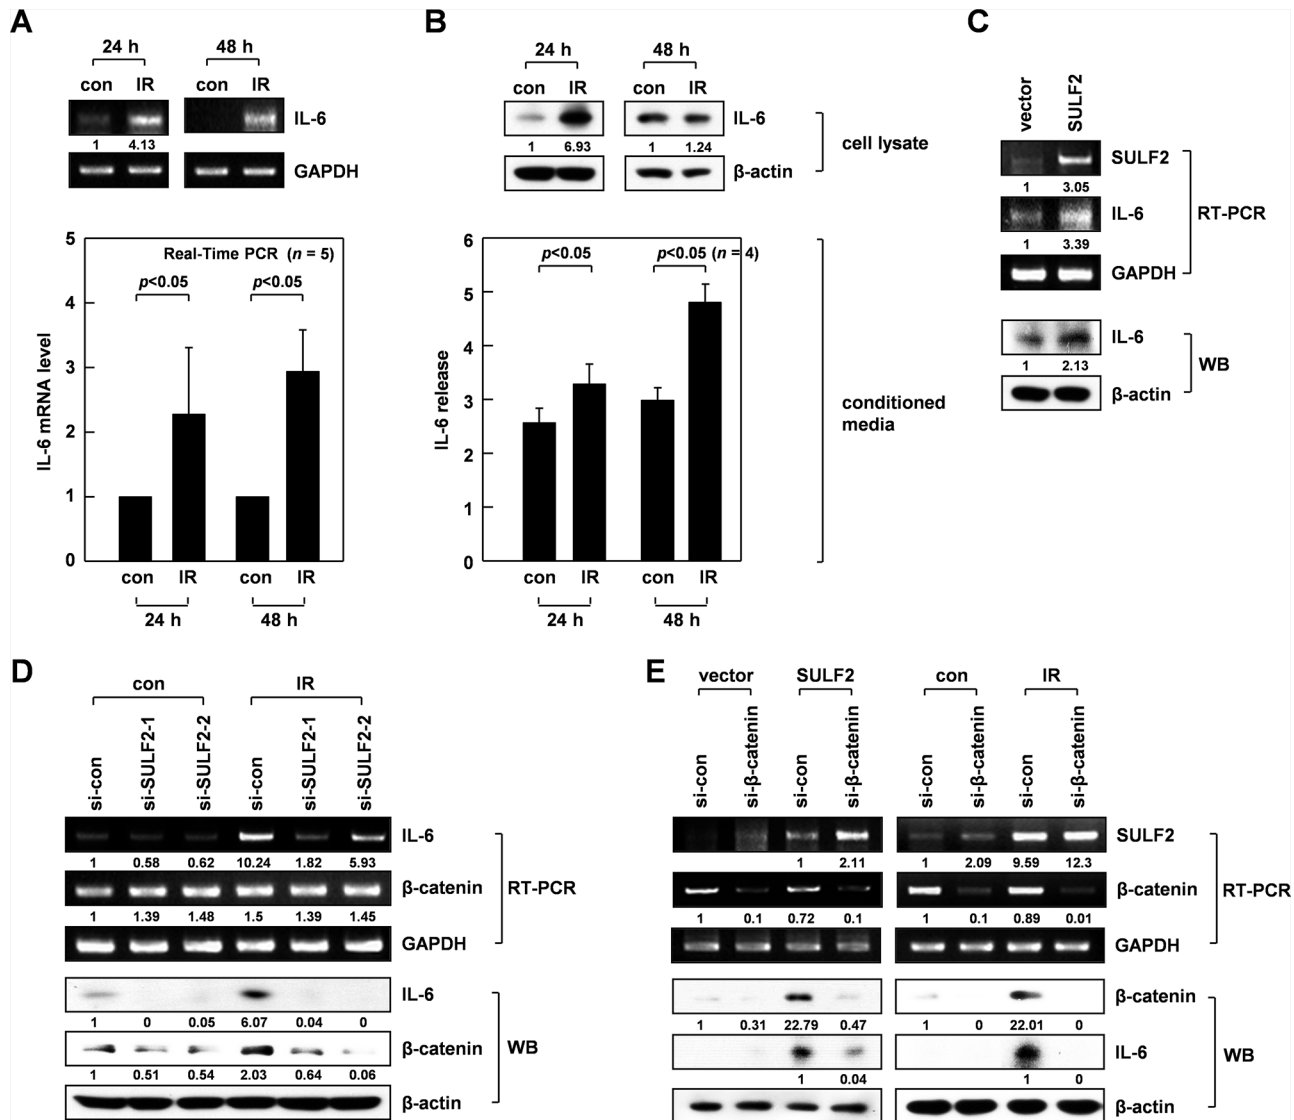 A
24 h
48 h
con
IR
con
IR
IL-6
1
4.13
GAPDH
5
4
3
2
1
0
IL-6 mRNA level
Real-Time PCR (n = 5)
p<0.05
p<0.05
con
IR
con
IR
24 h
48 h
B
24 h
48 h
con
IR
con
IR
IL-6
1
6.93
1
1.24
β-actin
cell lysate
6
5
4
3
2
1
0
IL-6 release
p<0.05
p<0.05 (n = 4)
con
IR
con
IR
24 h
48 h
conditioned
media
C
vector
SULF2
SULF2
1
3.05
IL-6
1
3.39
GAPDH
RT-PCR
IL-6
1
2.13
β-actin
WB
D
con
IR
si-con
si-SULF2-1
si-SULF2-2
si-con
si-SULF2-1
si-SULF2-2
IL-6
1
0.58
0.62
10.24
1.82
5.93
β-catenin
1
1.39
1.48
1.5
1.39
1.45
GAPDH
RT-PCR
IL-6
1
0
0.05
6.07
0.04
0
β-catenin
1
0.51
0.54
2.03
0.64
0.06
β-actin
WB
E
vector
SULF2
con
IR
si-con
si-β-catenin
si-con
si-β-catenin
si-con
si-β-catenin
si-con
si-β-catenin
SULF2
1
2.11
1
2.09
9.59
12.3
β-catenin
1
0.1
0.72
0.1
1
0.1
0.89
0.01
GAPDH
RT-PCR
β-catenin
1
0.31
22.79
0.47
1
0
22.01
0
IL-6
1
0.04
1
0
β-actin
WB